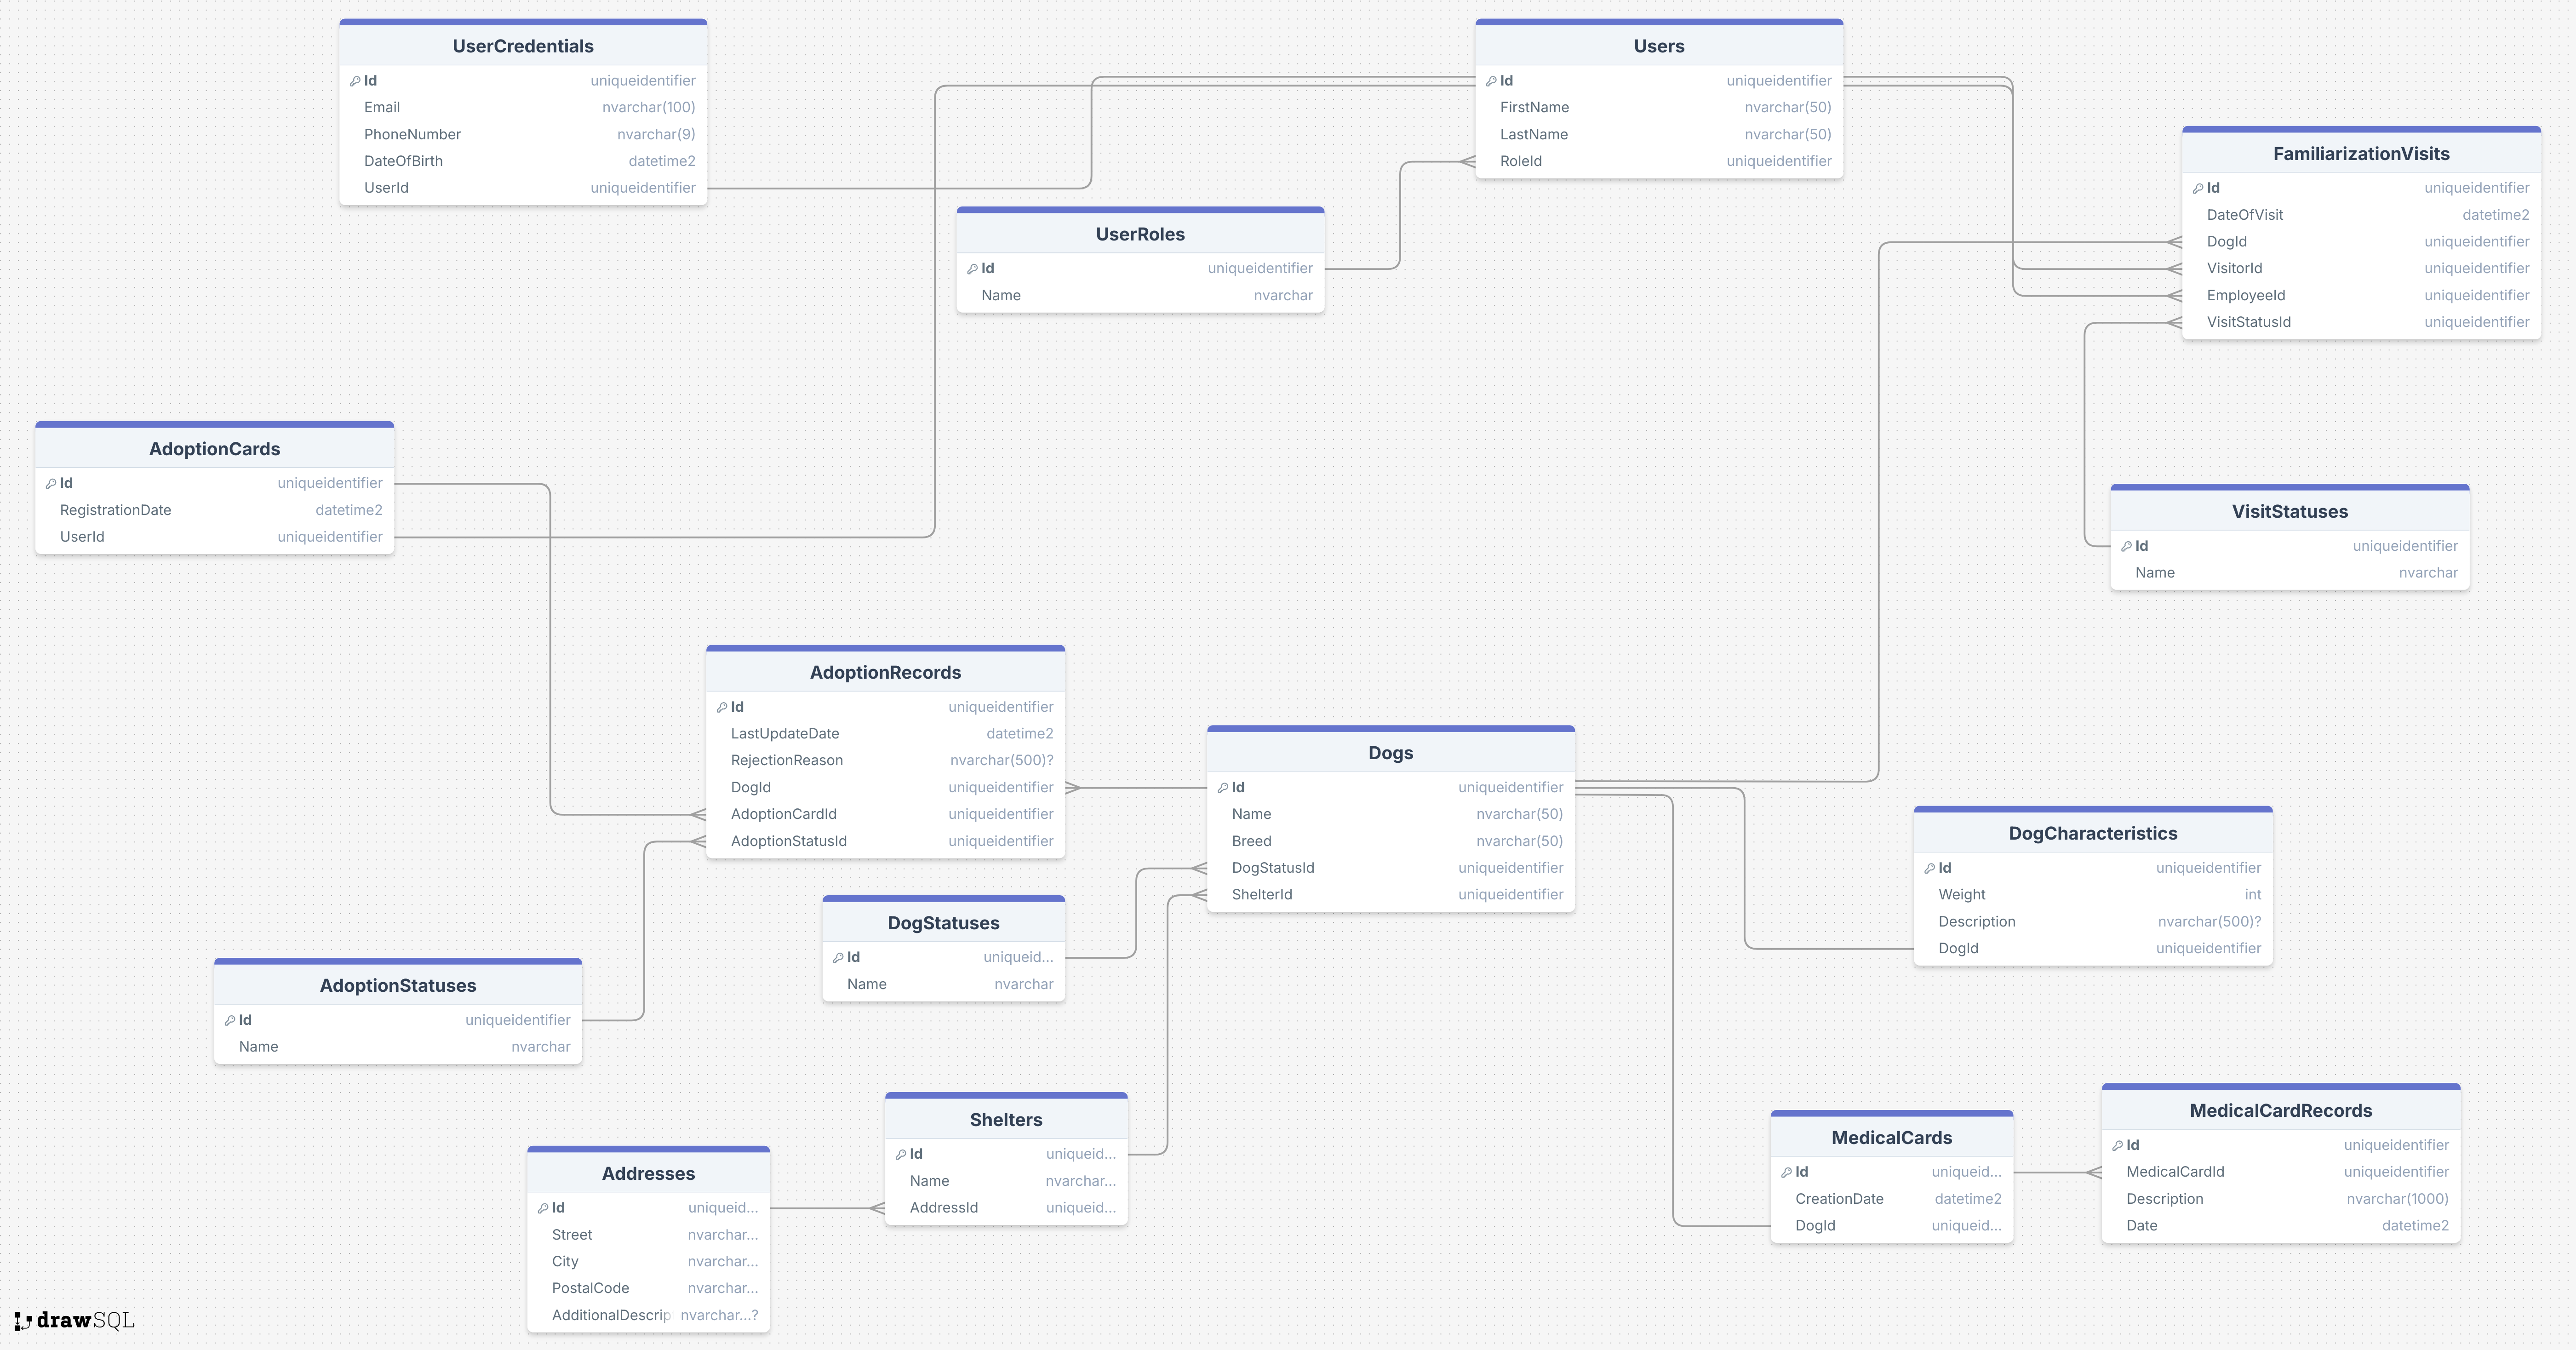 UserCredentials
Id uniqueidentifier
Email nvarchar(100)
PhoneNumber nvarchar(9)
DateOfBirth datetime2
UserId uniqueidentifier
Users
Id uniqueidentifier
FirstName nvarchar(50)
LastName nvarchar(50)
RoleId uniqueidentifier
FamiliarizationVisits
Id uniqueidentifier
DateOfVisit datetime2
DogId uniqueidentifier
VisitorId uniqueidentifier
EmployeeId uniqueidentifier
VisitStatusId uniqueidentifier
UserRoles
Id uniqueidentifier
Name nvarchar
AdoptionCards
Id uniqueidentifier
RegistrationDate datetime2
UserId uniqueidentifier
VisitStatuses
Id uniqueidentifier
Name nvarchar
AdoptionRecords
Id uniqueidentifier
LastUpdateDate datetime2
RejectionReason nvarchar(500)?
DogId uniqueidentifier
AdoptionCardId uniqueidentifier
AdoptionStatusId uniqueidentifier
Dogs
Id uniqueidentifier
Name nvarchar(50)
Breed nvarchar(50)
DogStatusId uniqueidentifier
ShelterId uniqueidentifier
DogCharacteristics
Id uniqueidentifier
Weight int
Description nvarchar(500)?
DogId uniqueidentifier
DogStatuses
Id uniqueid...
Name nvarchar
AdoptionStatuses
Id uniqueidentifier
Name nvarchar
Shelters
Id uniqueid...
Name nvarchar...
AddressId uniqueid...
MedicalCards
Id uniqueid...
CreationDate datetime2
DogId uniqueid...
MedicalCardRecords
Id uniqueidentifier
MedicalCardId uniqueidentifier
Description nvarchar(1000)
Date datetime2
Addresses
Id uniqueid...
Street nvarchar...
City nvarchar...
PostalCode nvarchar...
AdditionalDescrip nvarchar...?
drawSQL